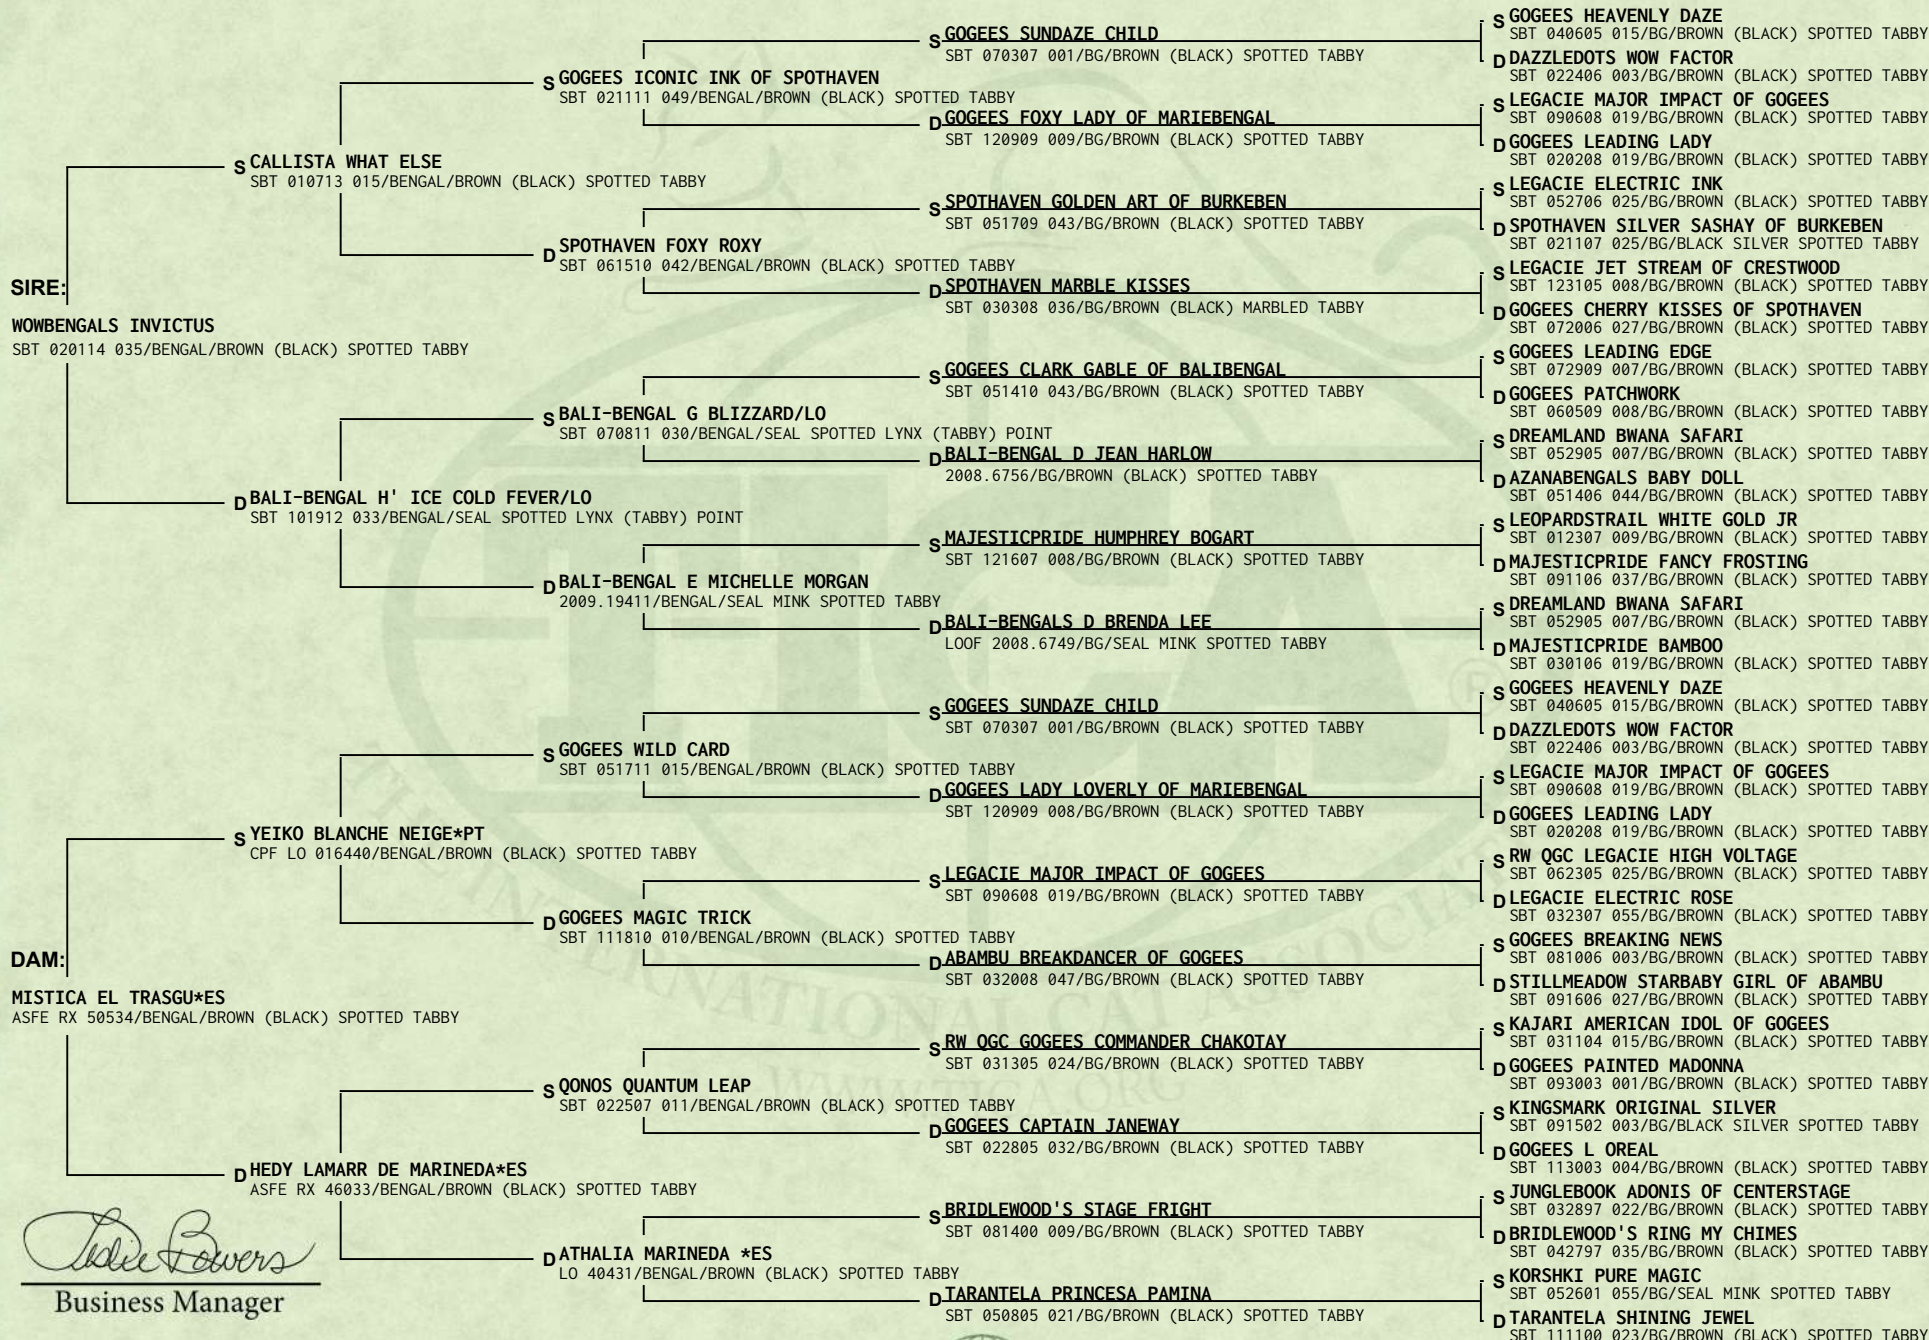 SIRE:
WOWBENGALS INVICTUS
SBT 020114 035/BENGAL/BROWN (BLACK) SPOTTED TABBY
DAM:
MISTICA EL TRASGU*ES
ASFE RX 50534/BENGAL/BROWN (BLACK) SPOTTED TABBY
Business Manager
S CALLISTA WHAT ELSE
SBT 010713 015/BENGAL/BROWN (BLACK) SPOTTED TABBY
D BALI-BENGAL H' ICE COLD FEVER/LO
SBT 101912 033/BENGAL/SEAL SPOTTED LYNX (TABBY) POINT
S YEIKO BLANCHE NEIGE*PT
CPF LO 016440/BENGAL/BROWN (BLACK) SPOTTED TABBY
D HEDY LAMARR DE MARINEDA*ES
ASFE RX 46033/BENGAL/BROWN (BLACK) SPOTTED TABBY
S GOGEES ICONIC INK OF SPOTHAVEN
SBT 021111 049/BENGAL/BROWN (BLACK) SPOTTED TABBY
D SPOTHAVEN FOXY ROXY
SBT 061510 042/BENGAL/BROWN (BLACK) SPOTTED TABBY
S BALI-BENGAL G BLIZZARD/LO
SBT 070811 030/BENGAL/SEAL SPOTTED LYNX (TABBY) POINT
D BALI-BENGAL E MICHELLE MORGAN
2009.19411/BENGAL/SEAL MINK SPOTTED TABBY
S GOGEES WILD CARD
SBT 051711 015/BENGAL/BROWN (BLACK) SPOTTED TABBY
D GOGEES MAGIC TRICK
SBT 111810 010/BENGAL/BROWN (BLACK) SPOTTED TABBY
S QONOS QUANTUM LEAP
SBT 022507 011/BENGAL/BROWN (BLACK) SPOTTED TABBY
D ATHALIA MARINEDA *ES
LO 40431/BENGAL/BROWN (BLACK) SPOTTED TABBY
S GOGEES SUNDAZE CHILD
SBT 070307 001/BG/BROWN (BLACK) SPOTTED TABBY
D GOGEES FOXY LADY OF MARIEBENGAL
SBT 120909 009/BG/BROWN (BLACK) SPOTTED TABBY
S SPOTHAVEN GOLDEN ART OF BURKEBEN
SBT 051709 043/BG/BROWN (BLACK) SPOTTED TABBY
D SPOTHAVEN MARBLE KISSES
SBT 030308 036/BG/BROWN (BLACK) MARBLED TABBY
S GOGEES CLARK GABLE OF BALIBENGAL
SBT 051410 043/BG/BROWN (BLACK) SPOTTED TABBY
D BALI-BENGAL D JEAN HARLOW
2008.6756/BG/BROWN (BLACK) SPOTTED TABBY
S MAJESTICPRIDE HUMPHREY BOGART
SBT 121607 008/BG/BROWN (BLACK) SPOTTED TABBY
D BALI-BENGALS D BRENDA LEE
LOOF 2008.6749/BG/SEAL MINK SPOTTED TABBY
S GOGEES SUNDAZE CHILD
SBT 070307 001/BG/BROWN (BLACK) SPOTTED TABBY
D GOGEES LADY LOVERLY OF MARIEBENGAL
SBT 120909 008/BG/BROWN (BLACK) SPOTTED TABBY
S LEGACIE MAJOR IMPACT OF GOGEES
SBT 090608 019/BG/BROWN (BLACK) SPOTTED TABBY
D ABAMBU BREAKDANCER OF GOGEES
SBT 032008 047/BG/BROWN (BLACK) SPOTTED TABBY
S RW QGC GOGEES COMMANDER CHAKOTAY
SBT 031305 024/BG/BROWN (BLACK) SPOTTED TABBY
D GOGEES CAPTAIN JANEWAY
SBT 022805 032/BG/BROWN (BLACK) SPOTTED TABBY
S BRIDLEWOOD'S STAGE FRIGHT
SBT 081400 009/BG/BROWN (BLACK) SPOTTED TABBY
D TARANTELA PRINCESA PAMINA
SBT 050805 021/BG/BROWN (BLACK) SPOTTED TABBY
S GOGEES HEAVENLY DAZE
SBT 040605 015/BG/BROWN (BLACK) SPOTTED TABBY
D DAZZLEDOTS WOW FACTOR
SBT 022406 003/BG/BROWN (BLACK) SPOTTED TABBY
S LEGACIE MAJOR IMPACT OF GOGEES
SBT 090608 019/BG/BROWN (BLACK) SPOTTED TABBY
D GOGEES LEADING LADY
SBT 020208 019/BG/BROWN (BLACK) SPOTTED TABBY
S LEGACIE ELECTRIC INK
SBT 052706 025/BG/BROWN (BLACK) SPOTTED TABBY
D SPOTHAVEN SILVER SASHAY OF BURKEBEN
SBT 021107 025/BG/BLACK SILVER SPOTTED TABBY
S LEGACIE JET STREAM OF CRESTWOOD
SBT 123105 008/BG/BROWN (BLACK) SPOTTED TABBY
D GOGEES CHERRY KISSES OF SPOTHAVEN
SBT 072006 027/BG/BROWN (BLACK) SPOTTED TABBY
S GOGEES LEADING EDGE
SBT 072909 007/BG/BROWN (BLACK) SPOTTED TABBY
D GOGEES PATCHWORK
SBT 060509 008/BG/BROWN (BLACK) SPOTTED TABBY
S DREAMLAND BWANA SAFARI
SBT 052905 007/BG/BROWN (BLACK) SPOTTED TABBY
D AZANABENGALS BABY DOLL
SBT 051406 044/BG/BROWN (BLACK) SPOTTED TABBY
S LEOPARDSTRAIL WHITE GOLD JR
SBT 012307 009/BG/BROWN (BLACK) SPOTTED TABBY
D MAJESTICPRIDE FANCY FROSTING
SBT 091106 037/BG/BROWN (BLACK) SPOTTED TABBY
S DREAMLAND BWANA SAFARI
SBT 052905 007/BG/BROWN (BLACK) SPOTTED TABBY
D MAJESTICPRIDE BAMBOO
SBT 030106 019/BG/BROWN (BLACK) SPOTTED TABBY
S GOGEES HEAVENLY DAZE
SBT 040605 015/BG/BROWN (BLACK) SPOTTED TABBY
D DAZZLEDOTS WOW FACTOR
SBT 022406 003/BG/BROWN (BLACK) SPOTTED TABBY
S LEGACIE MAJOR IMPACT OF GOGEES
SBT 090608 019/BG/BROWN (BLACK) SPOTTED TABBY
D GOGEES LEADING LADY
SBT 020208 019/BG/BROWN (BLACK) SPOTTED TABBY
S RW QGC LEGACIE HIGH VOLTAGE
SBT 062305 025/BG/BROWN (BLACK) SPOTTED TABBY
D LEGACIE ELECTRIC ROSE
SBT 032307 055/BG/BROWN (BLACK) SPOTTED TABBY
S GOGEES BREAKING NEWS
SBT 081006 003/BG/BROWN (BLACK) SPOTTED TABBY
D STILLMEADOW STARBABY GIRL OF ABAMBU
SBT 091606 027/BG/BROWN (BLACK) SPOTTED TABBY
S KAJARI AMERICAN IDOL OF GOGEES
SBT 031104 015/BG/BROWN (BLACK) SPOTTED TABBY
D GOGEES PAINTED MADONNA
SBT 093003 001/BG/BROWN (BLACK) SPOTTED TABBY
S KINGSMARK ORIGINAL SILVER
SBT 091502 003/BG/BLACK SILVER SPOTTED TABBY
D GOGEES L OREAL
SBT 113003 004/BG/BROWN (BLACK) SPOTTED TABBY
S JUNGLEBOOK ADONIS OF CENTERSTAGE
SBT 032897 022/BG/BROWN (BLACK) SPOTTED TABBY
D BRIDLEWOOD'S RING MY CHIMES
SBT 042797 035/BG/BROWN (BLACK) SPOTTED TABBY
S KORSHKI PURE MAGIC
SBT 052601 055/BG/SEAL MINK SPOTTED TABBY
D TARANTELA SHINING JEWEL
SBT 111100 023/BG/BROWN (BLACK) SPOTTED TABBY
TICA
®
THE INTERNATIONAL CAT ASSOCIAT
WWW.TICA.ORG